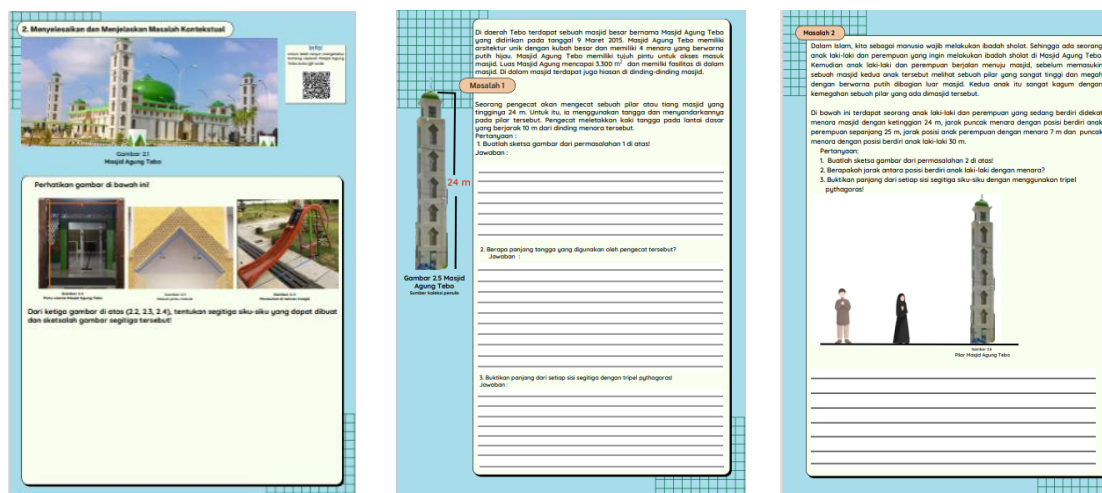 2. Menyelesaikan dan Menjelaskan Masalah Kontekstual
Info!
Gambar 2.1
Masjid Agung Tebo
Perhatikan gambar di bawah ini!
Dari ketiga gambar di atas (2.2, 2.3, 2.4), tentukan segitiga siku-siku yang dapat dibuat
dan sketsalah gambar segitiga tersebut!
Di daerah Tebo terdapat sebuah masjid besar bernama Masjid Agung Tebo
yang didirikan pada tanggal 9 Maret 2015. Masjid Agung Tebo memiliki
arsitektur unik dengan kubah besar dan memiliki 4 menara yang berwarna
putih hijau. Masjid Agung Tebo memiliki tujuh pintu untuk akses masuk
masjid. Luas Masjid Agung mencapai 3.300 m² dan memiliki fasilitas di dalam
masjid. Di dalam masjid terdapat juga hiasan di dinding-dinding masjid.
Masalah 1
Seorang pengecat akan mengecat sebuah pilar atau tiang masjid yang
tingginya 24 m. Untuk itu, ia menggunakan tangga dan menyandarkannya
pada pilar tersebut. Pengecat meletakkan kaki tangga pada lantai dasar
yang berjarak 10 m dari dinding menara tersebut.
Pertanyaan :
1. Buatlah sketsa gambar dari permasalahan 1 di atas!
Jawaban :
24 m
2. Berapa panjang tangga yang digunakan oleh pengecat tersebut?
Jawaban :
Gambar 2.5 Masjid
Agung Tebo
Sumber koleksi penulis
3. Buktikan panjang dari setiap sisi segitiga dengan tripel pythagoras!
Jawaban :
Masalah 2
Dalam Islam, kita sebagai manusia wajib melakukan ibadah sholat. Sehingga ada seorang
anak laki-laki dan perempuan yang ingin melakukan ibadah sholat di Masjid Agung Tebo.
Kemudian anak laki-laki dan perempuan berjalan menuju masjid, sebelum memasukin
sebuah masjid kedua anak tersebut melihat sebuah pilar yang sangat tinggi dan megah
dengan berwarna putih dibagian luar masjid. Kedua anak itu sangat kagum dengan
kemegahan sebuah pilar yang ada dimasjid tersebut.
Di bawah ini terdapat seorang anak laki-laki dan perempuan yang sedang berdiri didekat
menara masjid dengan ketinggian 24 m, jarak puncak menara dengan posisi berdiri anak
perempuan sepanjang 25 m, jarak posisi anak perempuan dengan menara 7 m dan puncak
menara dengan posisi berdiri anak laki-laki 30 m.
Pertanyaan:
1. Buatlah sketsa gambar dari permasalahan 2 di atas!
2. Berapakah jarak antara posisi berdiri anak laki-laki dengan menara?
3. Buktikan panjang dari setiap sisi segitiga siku-siku dengan menggunakan tripel
pythagoras!
Pilar Masjid Agung Tebo